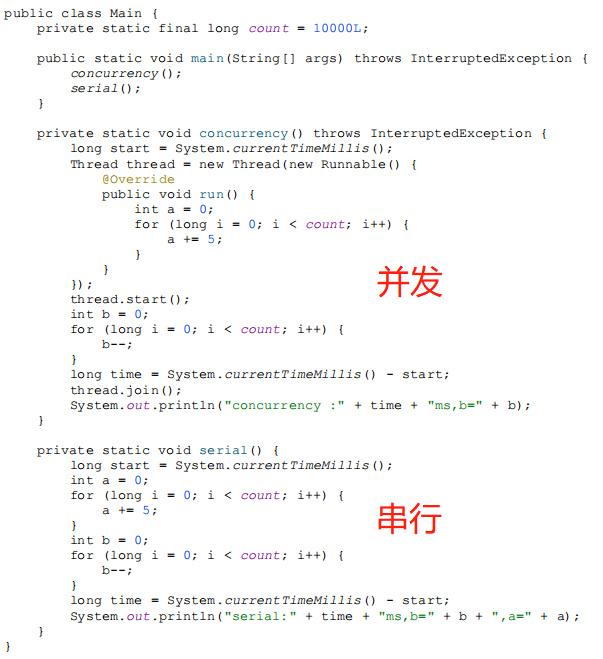 public class Main {
    private static final long count = 10000L;
    public static void main(String[] args) throws InterruptedException {
        concurrency();
        serial();
    }
    private static void concurrency() throws InterruptedException {
        long start = System.currentTimeMillis();
        Thread thread = new Thread(new Runnable() {
            @Override
            public void run() {
                int a = 0;
                for (long i = 0; i < count; i++) {
                    a += 5;
                }
            }
        });
并发
        thread.start();
        int b = 0;
        for (long i = 0; i < count; i++) {
            b--;
        }
        long time = System.currentTimeMillis() - start;
        thread.join();
        System.out.println("concurrency :" + time + "ms,b=" + b);
    }
    private static void serial() {
        long start = System.currentTimeMillis();
        int a = 0;
        for (long i = 0; i < count; i++) {
            a += 5;
        }
串行
        int b = 0;
        for (long i = 0; i < count; i++) {
            b--;
        }
        long time = System.currentTimeMillis() - start;
        System.out.println("serial:" + time + "ms,b=" + b + ",a=" + a);
    }
}